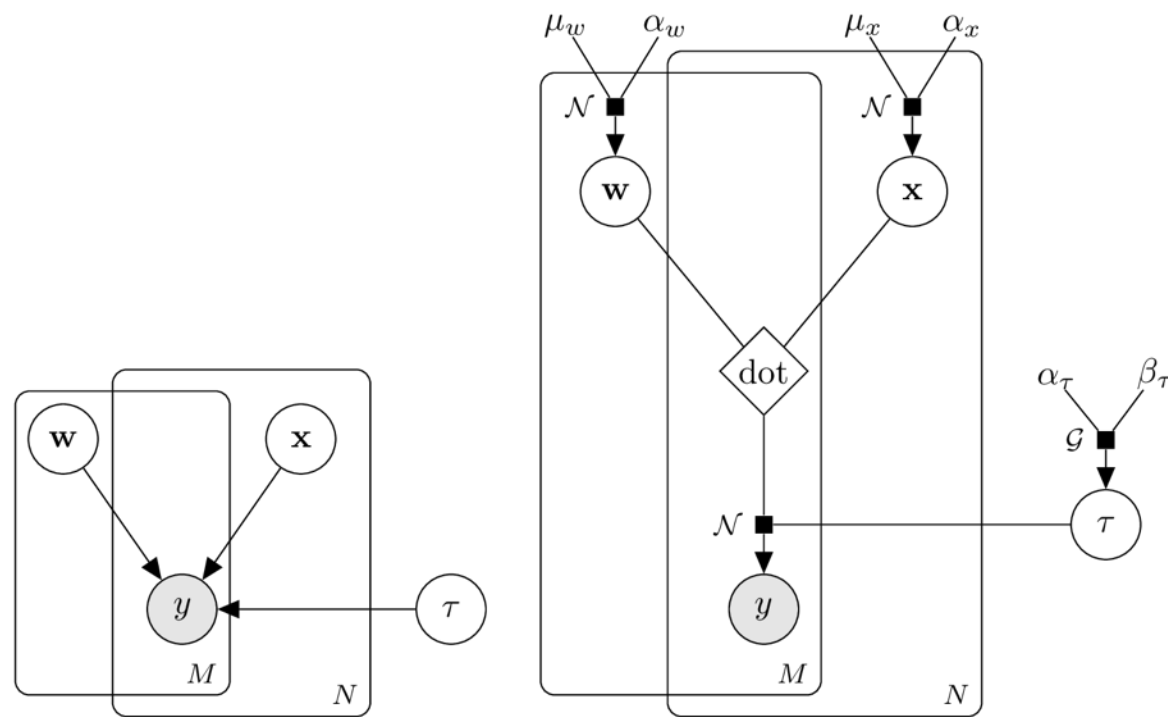 μ_w α_w μ_x α_x
𝒩 𝒩
w x
dot
α_τ β_τ
w x 𝒢
𝒩 τ
y τ y
M M
N N